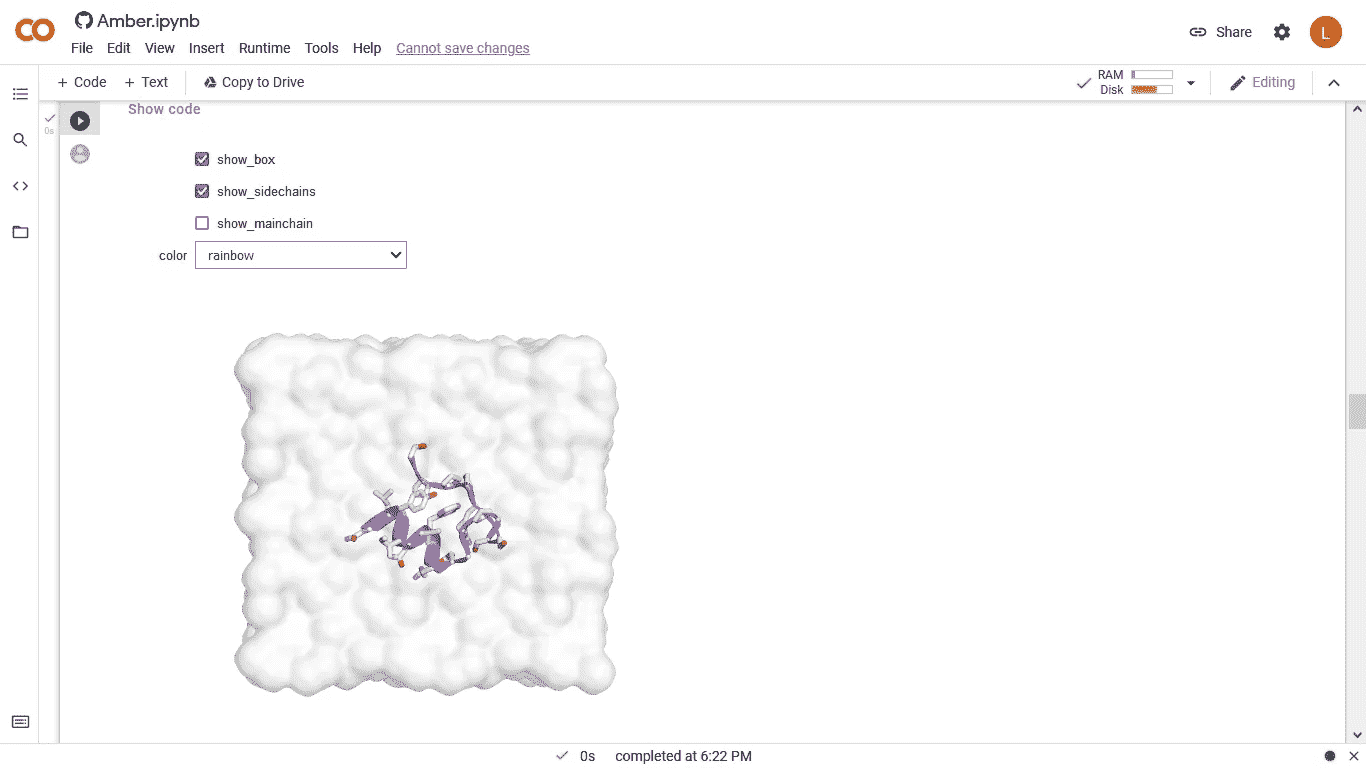 Amber.ipynb
File Edit View Insert Runtime Tools Help Cannot save changes
Share
L
+ Code + Text Copy to Drive
RAM
Disk
Editing
Show code
0s
show_box
show_sidechains
show_mainchain
color rainbow
0s completed at 6:22 PM